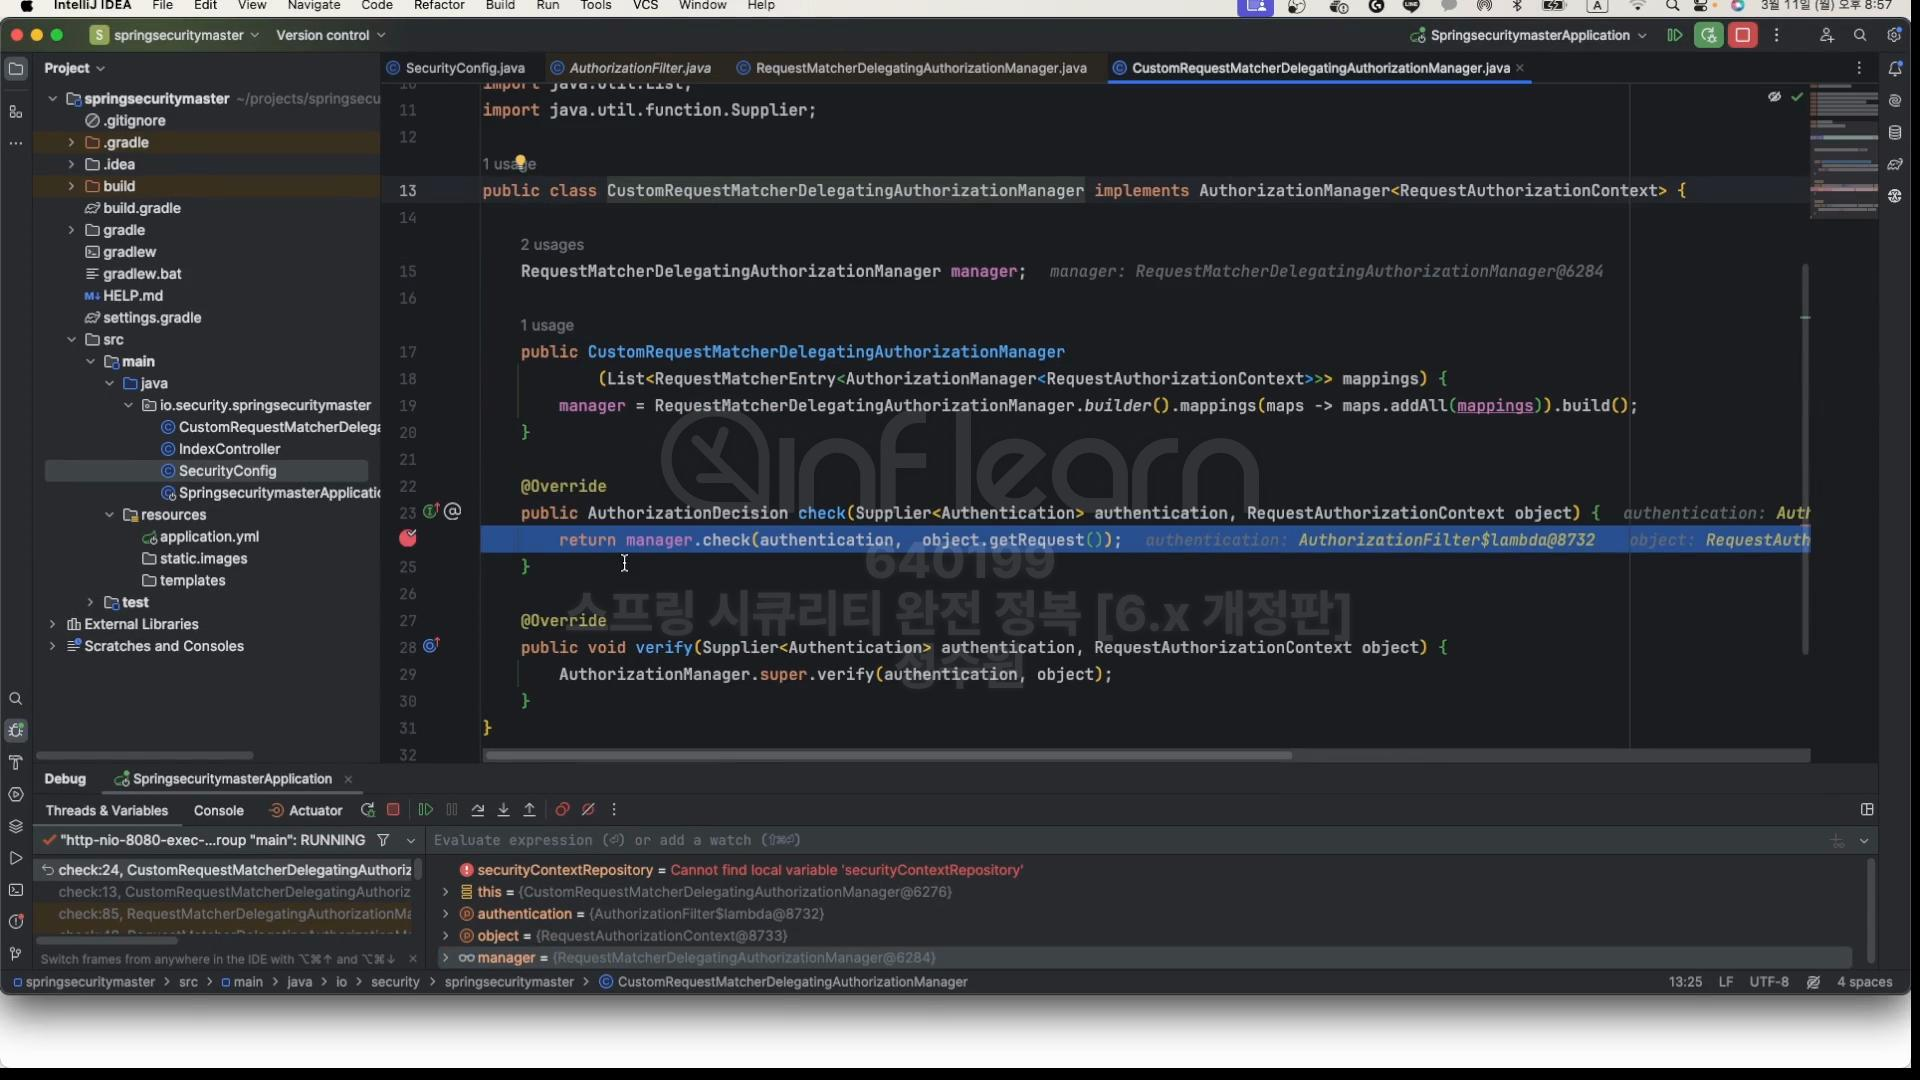 IntelliJ IDEA File Edit View Navigate Code Refactor Build Run Tools VCS Window Help A 3월 11일 (월) 오후 8:57
S springsecuritymaster Version control SpringsecuritymasterApplication
Project
SecurityConfig.java AuthorizationFilter.java RequestMatcherDelegatingAuthorizationManager.java CustomRequestMatcherDelegatingAuthorizationManager.java
springsecuritymaster ~/projects/springsecu
.gitignore
.gradle
.idea
build
build.gradle
gradle
gradlew
gradlew.bat
HELP.md
settings.gradle
src
main
java
io.security.springsecuritymaster
CustomRequestMatcherDelega
IndexController
SecurityConfig
SpringsecuritymasterApplicatio
resources
application.yml
static.images
templates
test
External Libraries
Scratches and Consoles
10 import java.util.List;
11 import java.util.function.Supplier;
12
1 usage
13 public class CustomRequestMatcherDelegatingAuthorizationManager implements AuthorizationManager<RequestAuthorizationContext> {
14
2 usages
15 RequestMatcherDelegatingAuthorizationManager manager; manager: RequestMatcherDelegatingAuthorizationManager@6284
16
1 usage
17 public CustomRequestMatcherDelegatingAuthorizationManager
18 (List<RequestMatcherEntry<AuthorizationManager<RequestAuthorizationContext>>> mappings) {
19 manager = RequestMatcherDelegatingAuthorizationManager.builder().mappings(maps -> maps.addAll(mappings)).build();
20 }
21
22 @Override
23 public AuthorizationDecision check(Supplier<Authentication> authentication, RequestAuthorizationContext object) { authentication: Auth
return manager.check(authentication, object.getRequest()); authentication: AuthorizationFilter$lambda@8732 object: RequestAuth
25 }
26
27 @Override
28 public void verify(Supplier<Authentication> authentication, RequestAuthorizationContext object) {
29 AuthorizationManager.super.verify(authentication, object);
30 }
31 }
32
inflearn
640199
스프링 시큐리티 완전 정복 [6.x 개정판]
정수원
Debug SpringsecuritymasterApplication
Threads & Variables Console Actuator
"http-nio-8080-exec-...roup "main": RUNNING
Evaluate expression (⏎) or add a watch (⇧⌘⏎)
check:24, CustomRequestMatcherDelegatingAuthoriz
check:13, CustomRequestMatcherDelegatingAuthoriz
check:85, RequestMatcherDelegatingAuthorizationMa
Switch frames from anywhere in the IDE with ⌥⌘↑ and ⌥⌘↓
securityContextRepository = Cannot find local variable 'securityContextRepository'
this = {CustomRequestMatcherDelegatingAuthorizationManager@6276}
authentication = {AuthorizationFilter$lambda@8732}
object = {RequestAuthorizationContext@8733}
manager = {RequestMatcherDelegatingAuthorizationManager@6284}
springsecuritymaster > src > main > java > io > security > springsecuritymaster > CustomRequestMatcherDelegatingAuthorizationManager 13:25 LF UTF-8 4 spaces